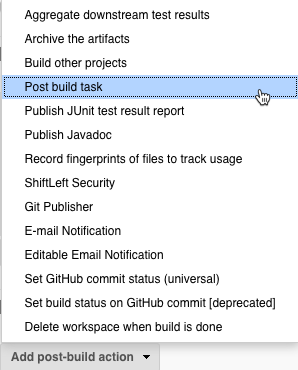 Aggregate downstream test results
Archive the artifacts
Build other projects
Post build task
Publish JUnit test result report
Publish Javadoc
Record fingerprints of files to track usage
ShiftLeft Security
Git Publisher
E-mail Notification
Editable Email Notification
Set GitHub commit status (universal)
Set build status on GitHub commit [deprecated]
Delete workspace when build is done
Add post-build action